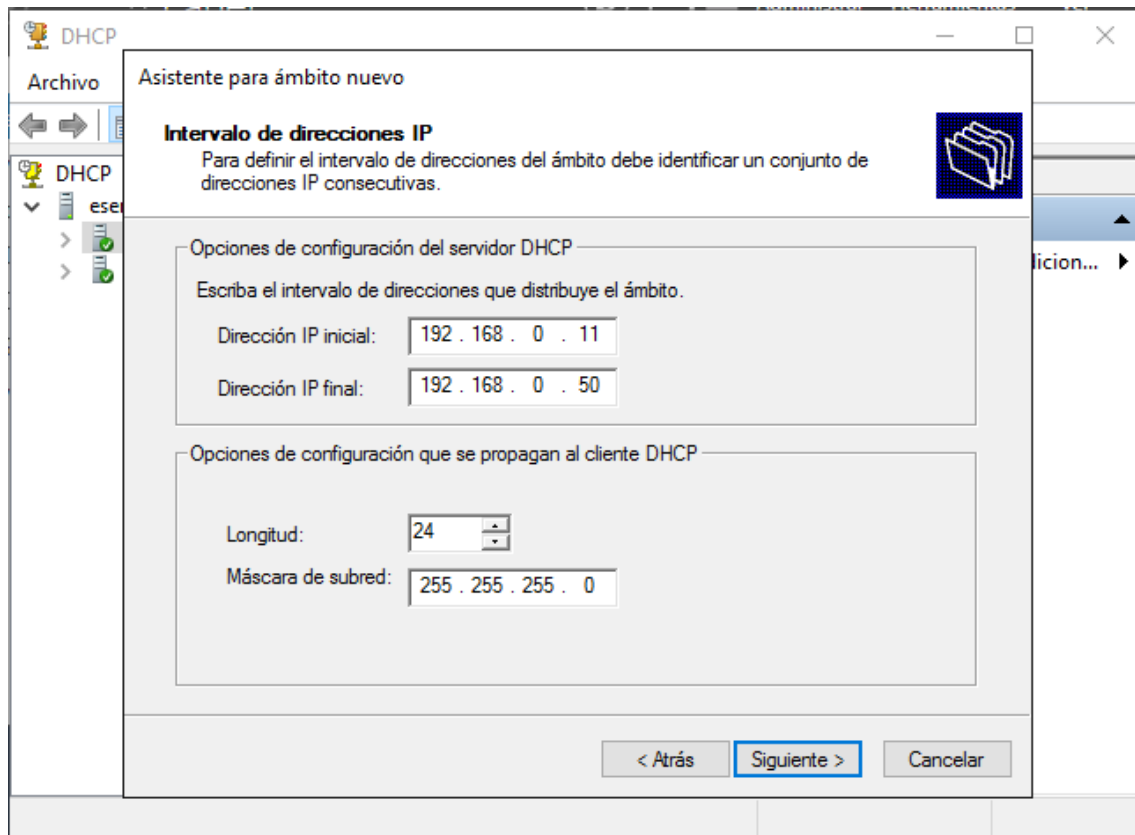 DHCP
Archivo
DHCP
Asistente para ámbito nuevo
Intervalo de direcciones IP
Para definir el intervalo de direcciones del ámbito debe identificar un conjunto de
direcciones IP consecutivas.
Opciones de configuración del servidor DHCP
Escriba el intervalo de direcciones que distribuye el ámbito.
Dirección IP inicial: 192 . 168 . 0 . 11
Dirección IP final: 192 . 168 . 0 . 50
Opciones de configuración que se propagan al cliente DHCP
Longitud: 24
Máscara de subred: 255 . 255 . 255 . 0
< Atrás Siguiente > Cancelar